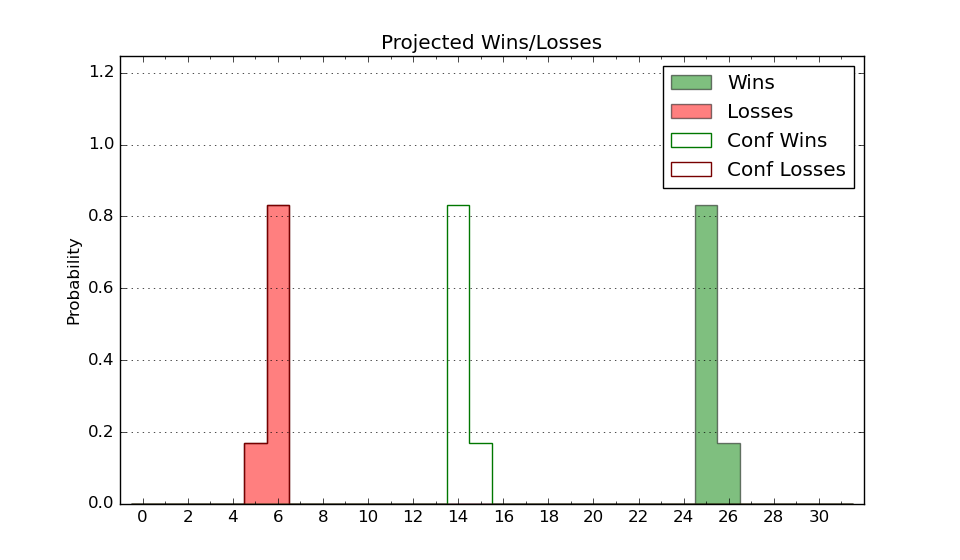 Projected Wins/Losses
1.2
1.0
0.8
0.6
0.4
0.2
0.0
Probability
Wins
Losses
Conf Wins
Conf Losses
0 2 4 6 8 10 12 14 16 18 20 22 24 26 28 30